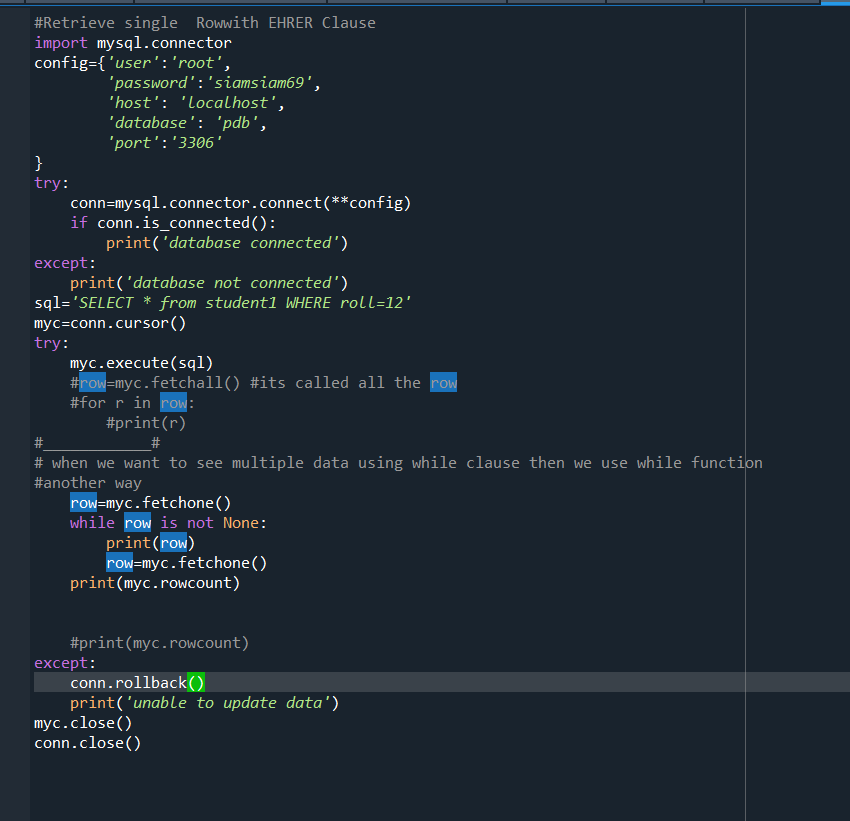 #Retrieve single  Rowwith EHRER Clause
import mysql.connector
config={'user':'root',
        'password':'siamsiam69',
        'host': 'localhost',
        'database': 'pdb',
        'port':'3306'
}
try:
    conn=mysql.connector.connect(**config)
    if conn.is_connected():
        print('database connected')
except:
    print('database not connected')
sql='SELECT * from student1 WHERE roll=12'
myc=conn.cursor()
try:
    myc.execute(sql)
    #row=myc.fetchall() #its called all the row
    #for r in row:
        #print(r)
#____________#
# when we want to see multiple data using while clause then we use while function
#another way
    row=myc.fetchone()
    while row is not None:
        print(row)
        row=myc.fetchone()
    print(myc.rowcount)
    #print(myc.rowcount)
except:
    conn.rollback()
    print('unable to update data')
myc.close()
conn.close()